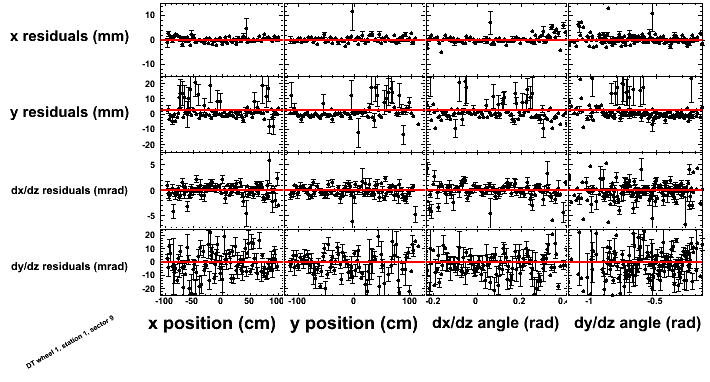 x residuals (mm)
10
0
-10
y residuals (mm)
20
10
0
-10
-20
dx/dz residuals (mrad)
5
0
-5
dy/dz residuals (mrad)
20
10
0
-10
-20
-100 -50 0 50 100
-100 0 100
-0.2 0 0.2 0.4
-1 -0.5
x position (cm) y position (cm) dx/dz angle (rad) dy/dz angle (rad)
DT wheel 1, station 1, sector 9